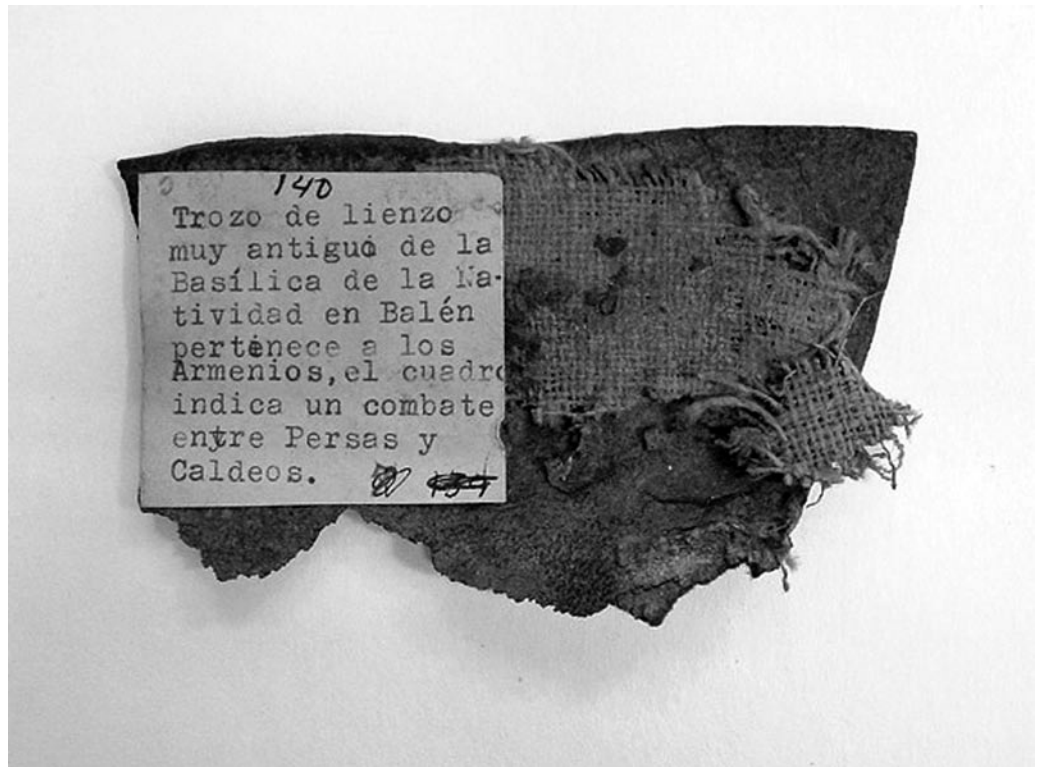 140
Trozo de lienzo
muy antiguo de la
Basílica de la Na-
tividad en Balén
pertenece a los
Armenios,el cuadro
indica un combate
entre Persas y
Caldeos.